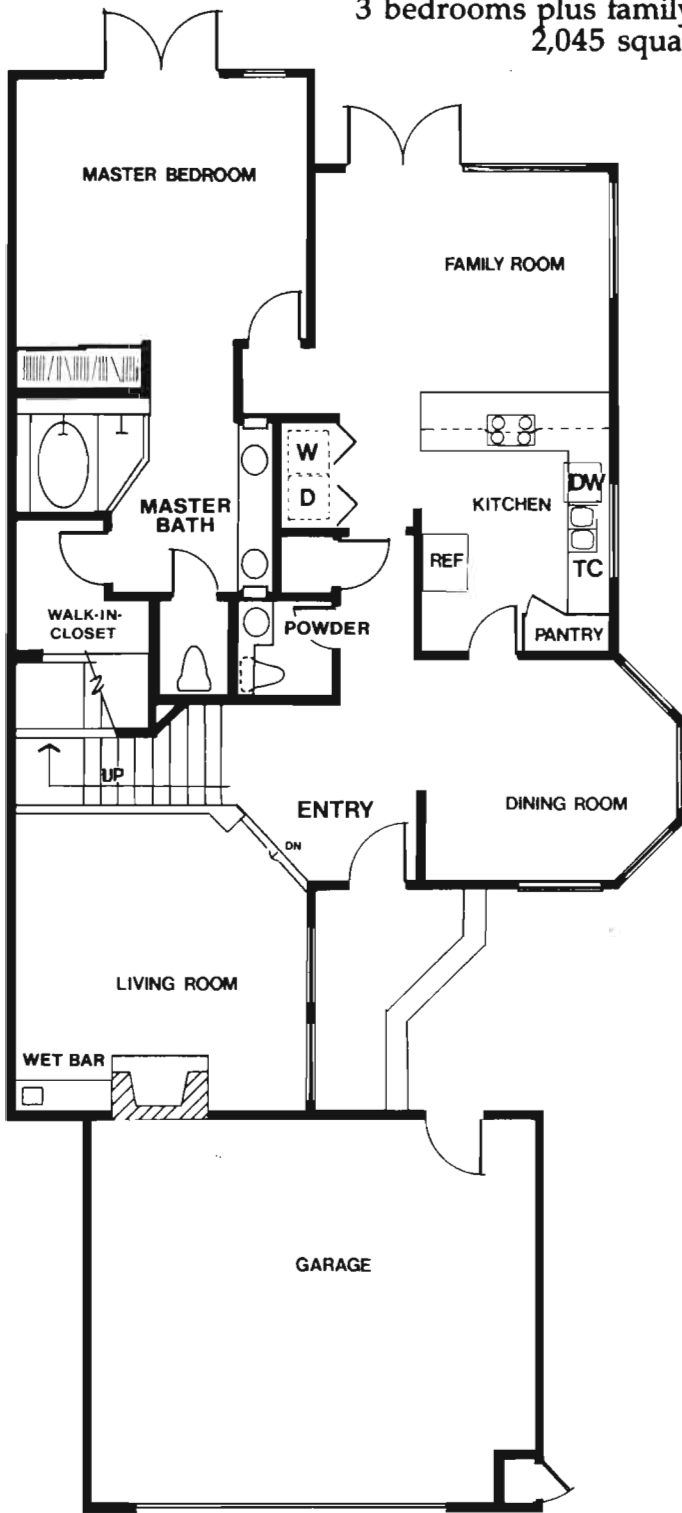 3 bedrooms plus family
2,045 squa
MASTER BEDROOM
FAMILY ROOM
W
D
MASTER
BATH
KITCHEN
DW
REF
TC
WALK-IN-
CLOSET
POWDER
PANTRY
UP
ENTRY
DINING ROOM
DN
LIVING ROOM
WET BAR
GARAGE